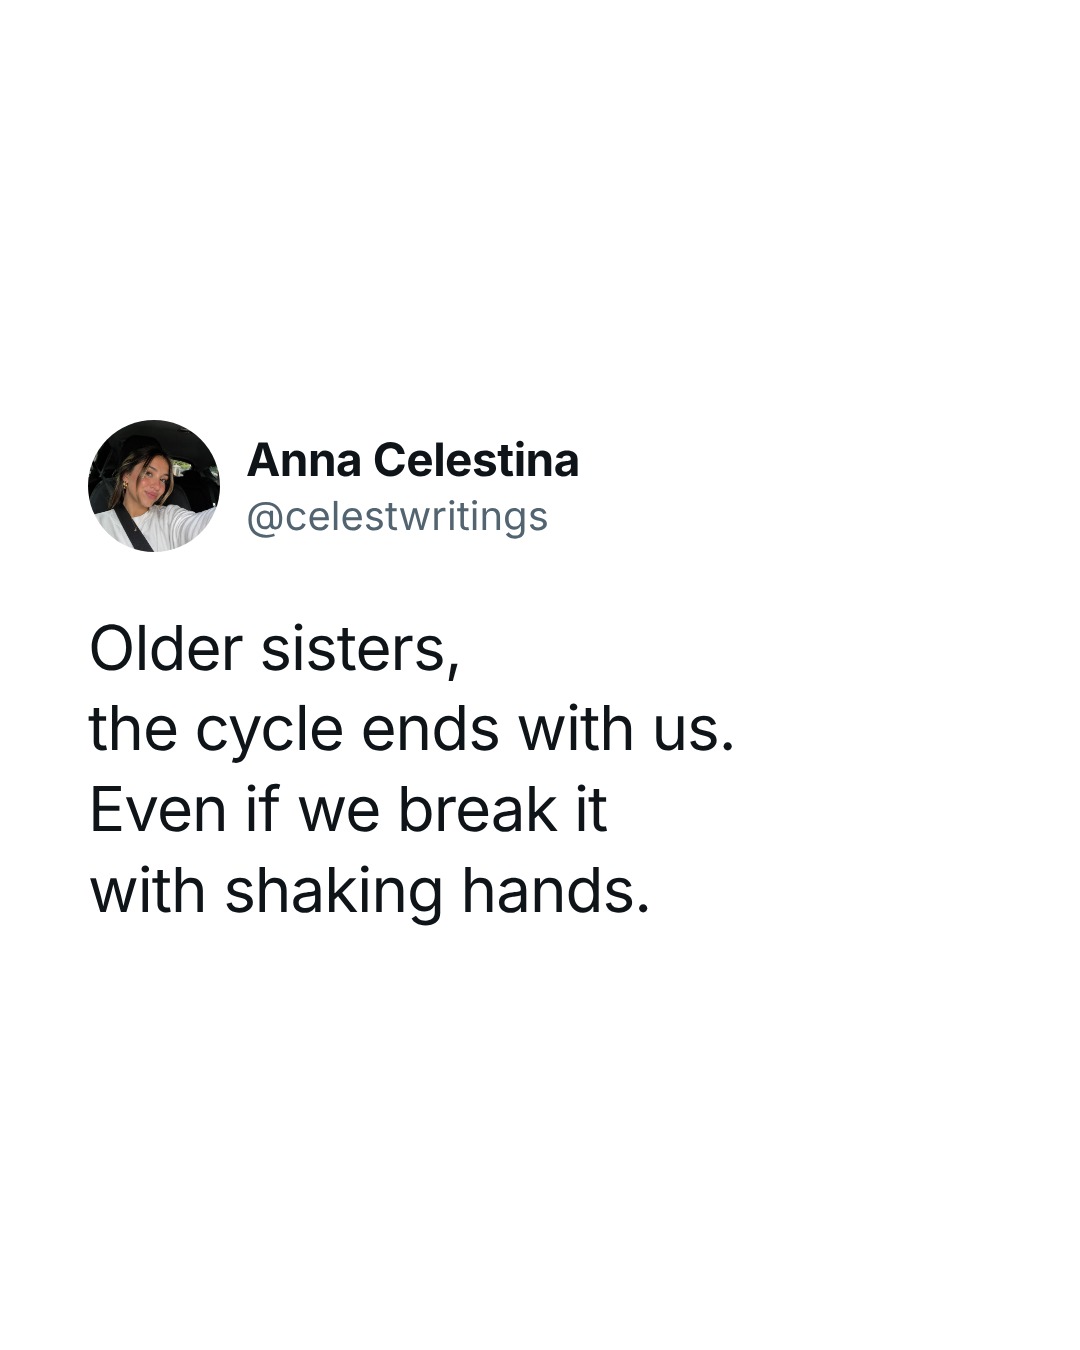 Anna Celestina
@celestwritings
Older sisters,
the cycle ends with us.
Even if we break it
with shaking hands.